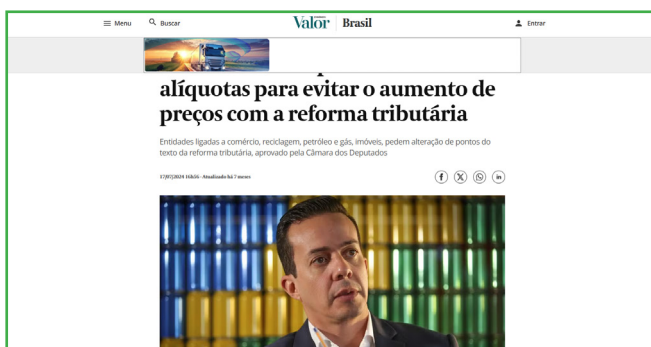 Menu
Buscar
Valor Brasil
Entrar
alíquotas para evitar o aumento de
preços com a reforma tributária
Entidades ligadas a comércio, reciclagem, petróleo e gás, imóveis, pedem alteração de pontos do
texto da reforma tributária, aprovado pela Câmara dos Deputados
17/07/2024 16h56 · Atualizado há 7 meses